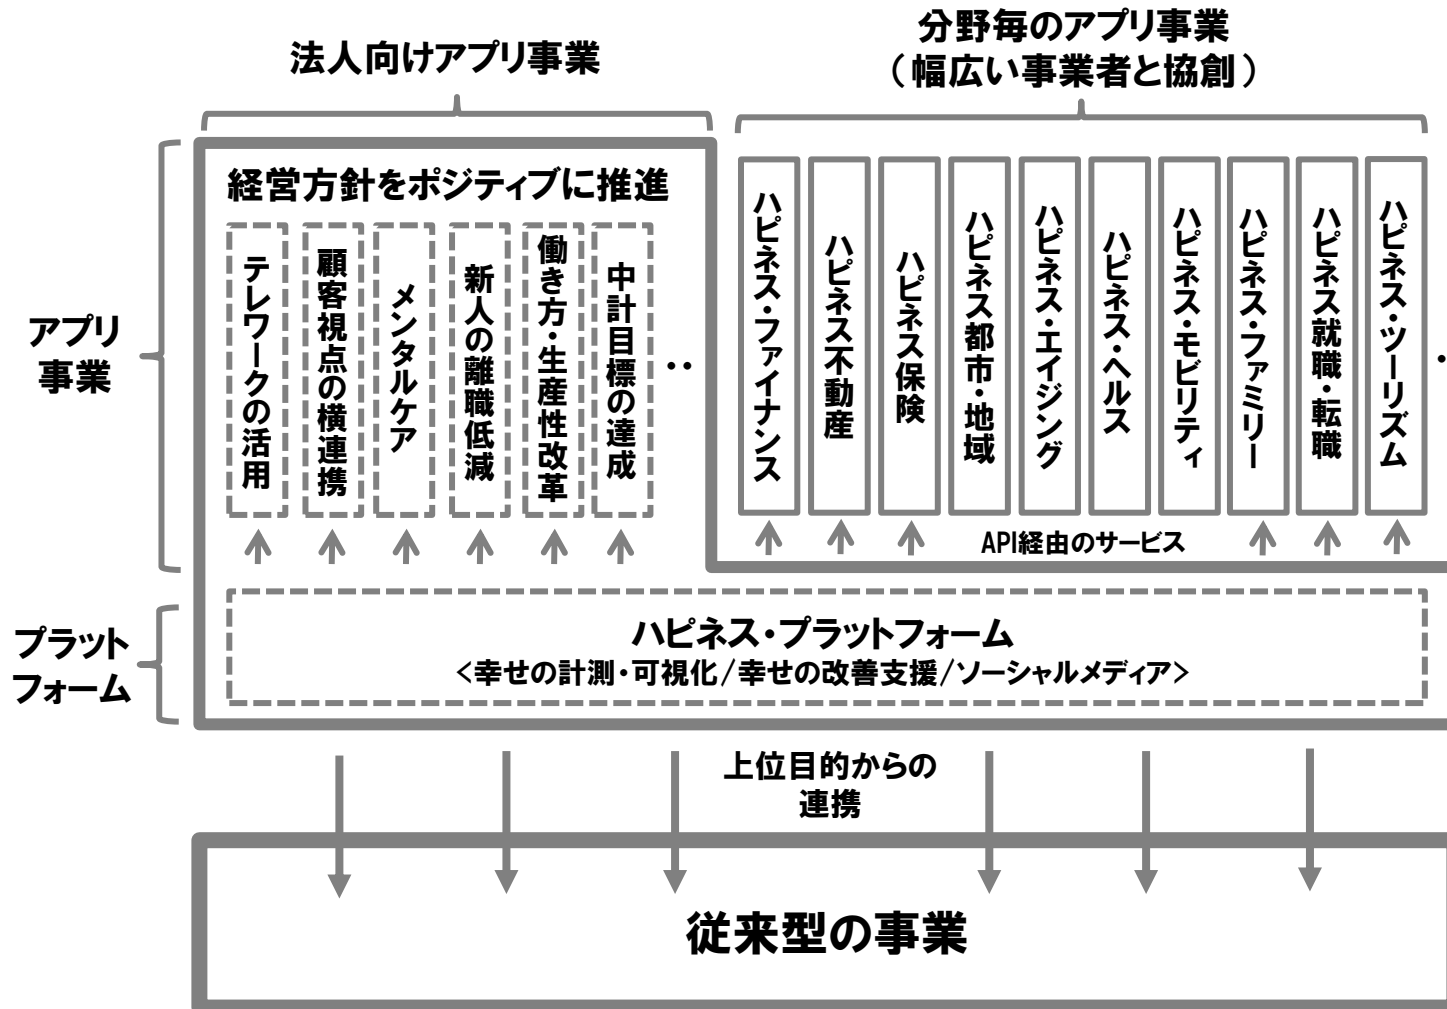 法人向けアプリ事業
分野毎のアプリ事業
（幅広い事業者と協創）
アプリ
事業
経営方針をポジティブに推進
テレワークの活用
顧客視点の横連携
メンタルケア
新人の離職低減
働き方・生産性改革
中計目標の達成
・・
ハピネス・ファイナンス
ハピネス不動産
ハピネス保険
ハピネス都市・地域
ハピネス・エイジング
ハピネス・ヘルス
ハピネス・モビリティ
ハピネス・ファミリー
ハピネス就職・転職
ハピネス・ツーリズム
・
API経由のサービス
プラット
フォーム
ハピネス・プラットフォーム
<幸せの計測・可視化/幸せの改善支援/ソーシャルメディア>
上位目的からの
連携
従来型の事業